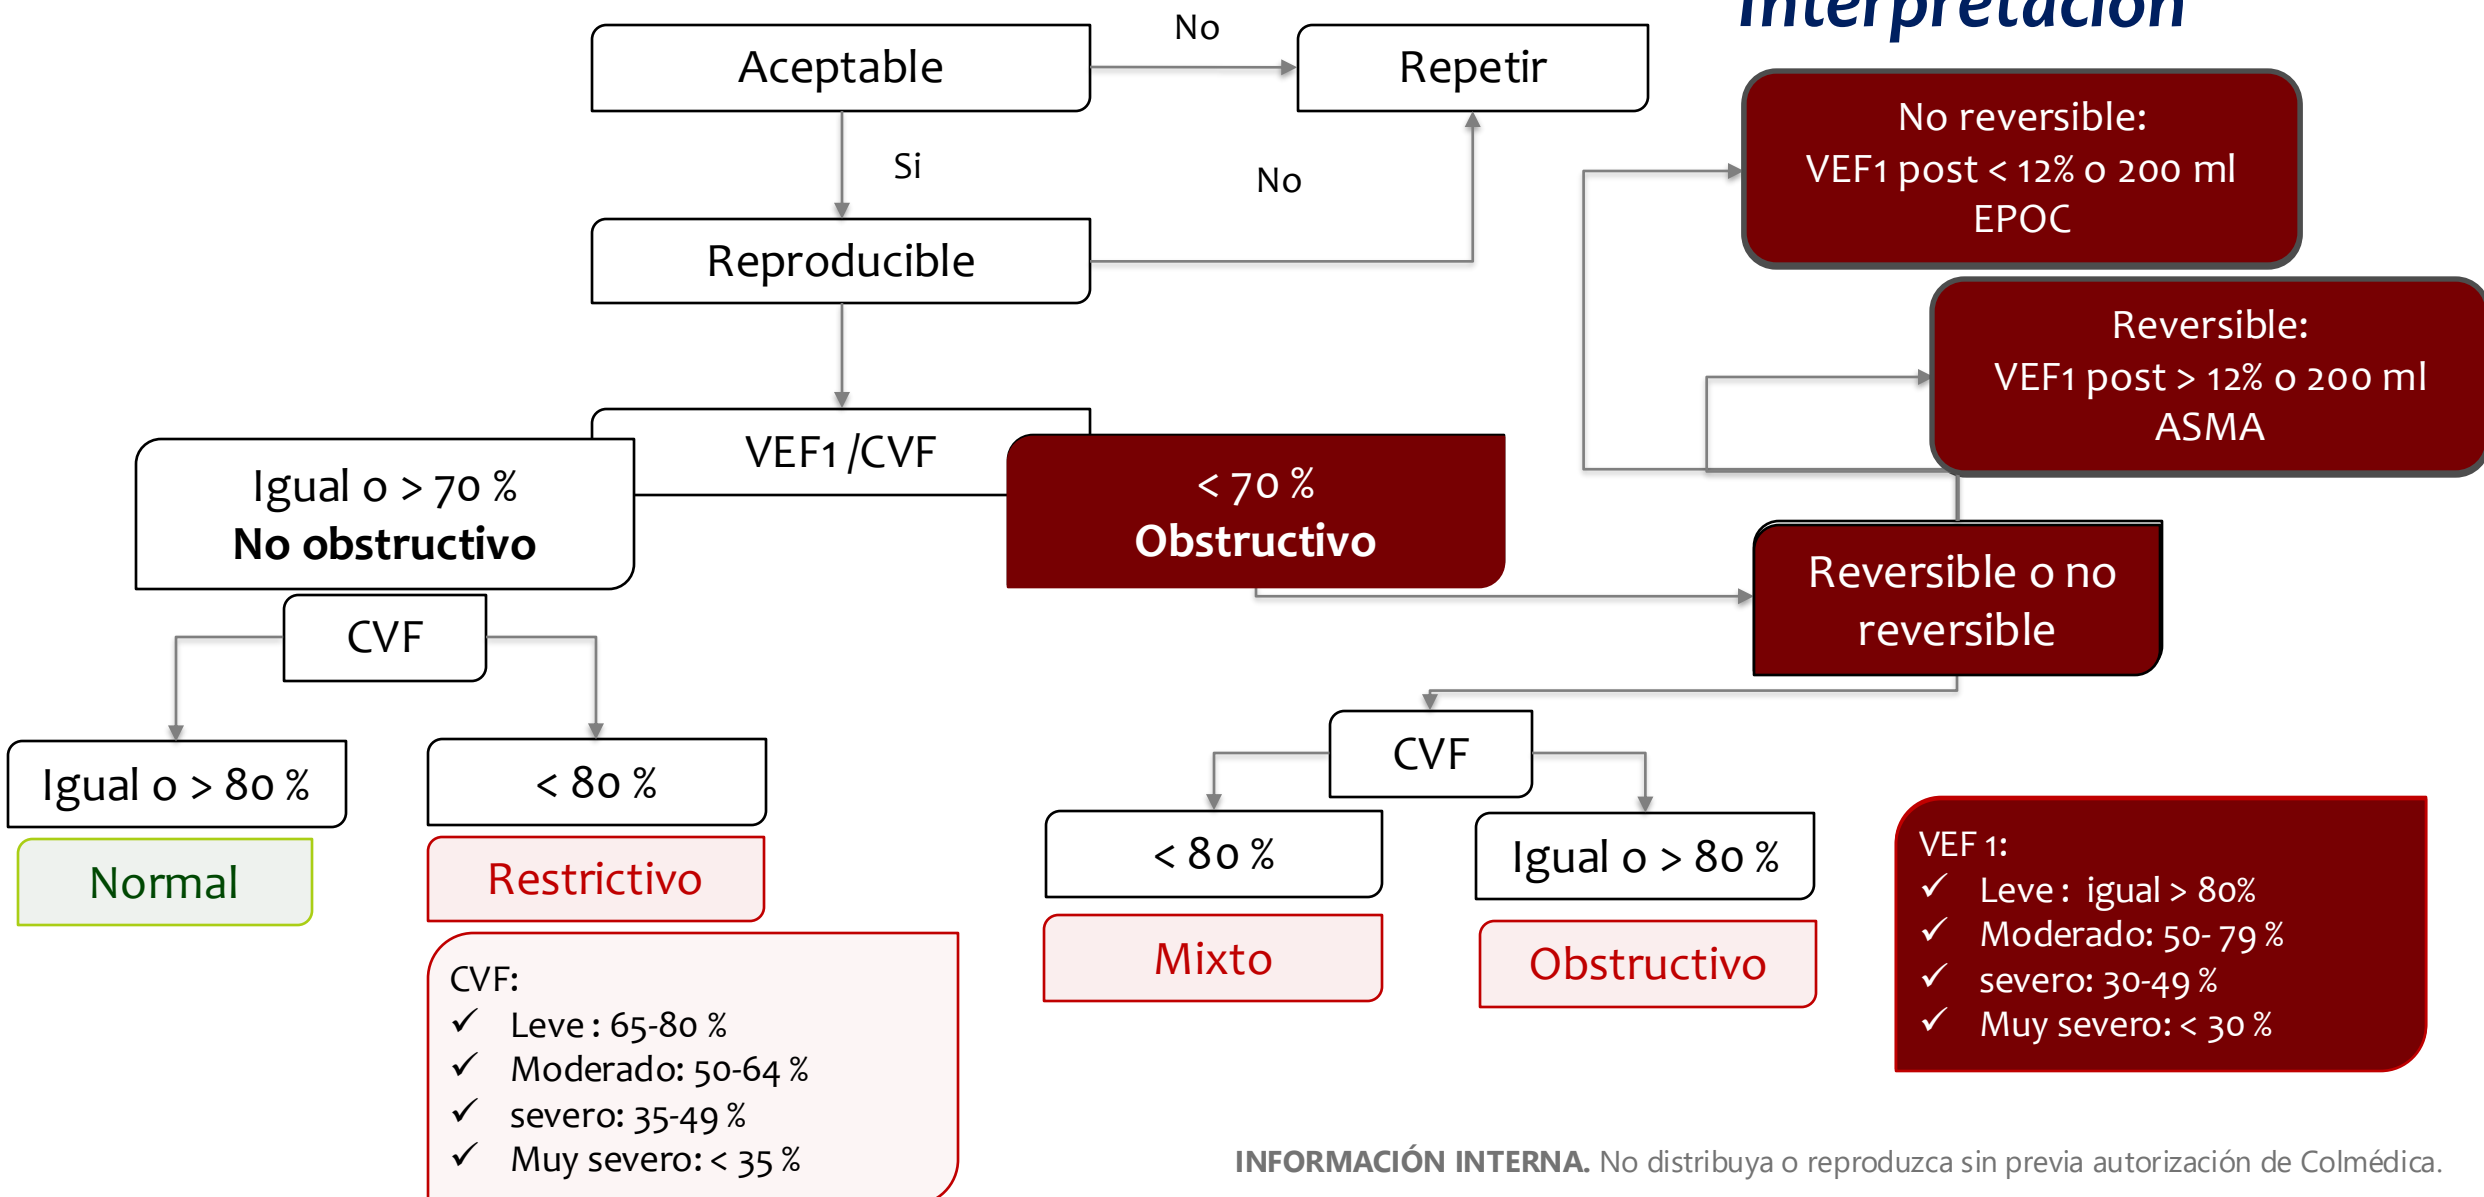 Interpretación
Aceptable
No
Repetir
Si
No
Reproducible
No reversible:
VEF1 post < 12% o 200 ml
EPOC
Reversible:
VEF1 post > 12% o 200 ml
ASMA
VEF1 /CVF
Igual o > 70 %
No obstructivo
< 70 %
Obstructivo
Reversible o no
reversible
CVF
Igual o > 80 %
Normal
< 80 %
Restrictivo
CVF:
✓ Leve : 65-80 %
✓ Moderado: 50-64 %
✓ severo: 35-49 %
✓ Muy severo: < 35 %
CVF
< 80 %
Mixto
Igual o > 80 %
Obstructivo
VEF 1:
✓ Leve : igual > 80%
✓ Moderado: 50- 79 %
✓ severo: 30-49 %
✓ Muy severo: < 30 %
INFORMACIÓN INTERNA. No distribuya o reproduzca sin previa autorización de Colmédica.